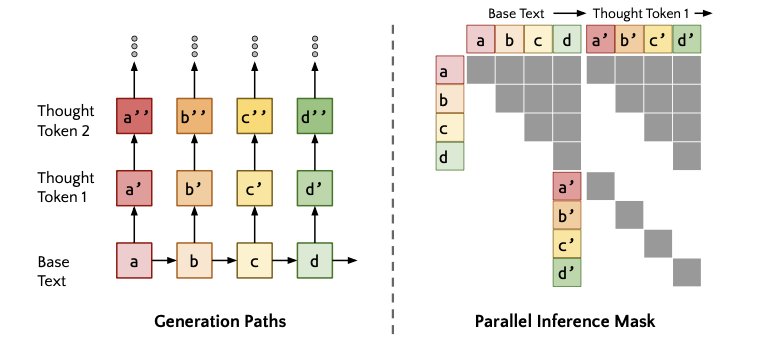 Thought
Token 2
a'' b'' c'' d''
Thought
Token 1
a' b' c' d'
Base
Text
a b c d
Generation Paths
Base Text Thought Token 1
a b c d a' b' c' d'
a
b
c
d
a'
b'
c'
d'
Parallel Inference Mask